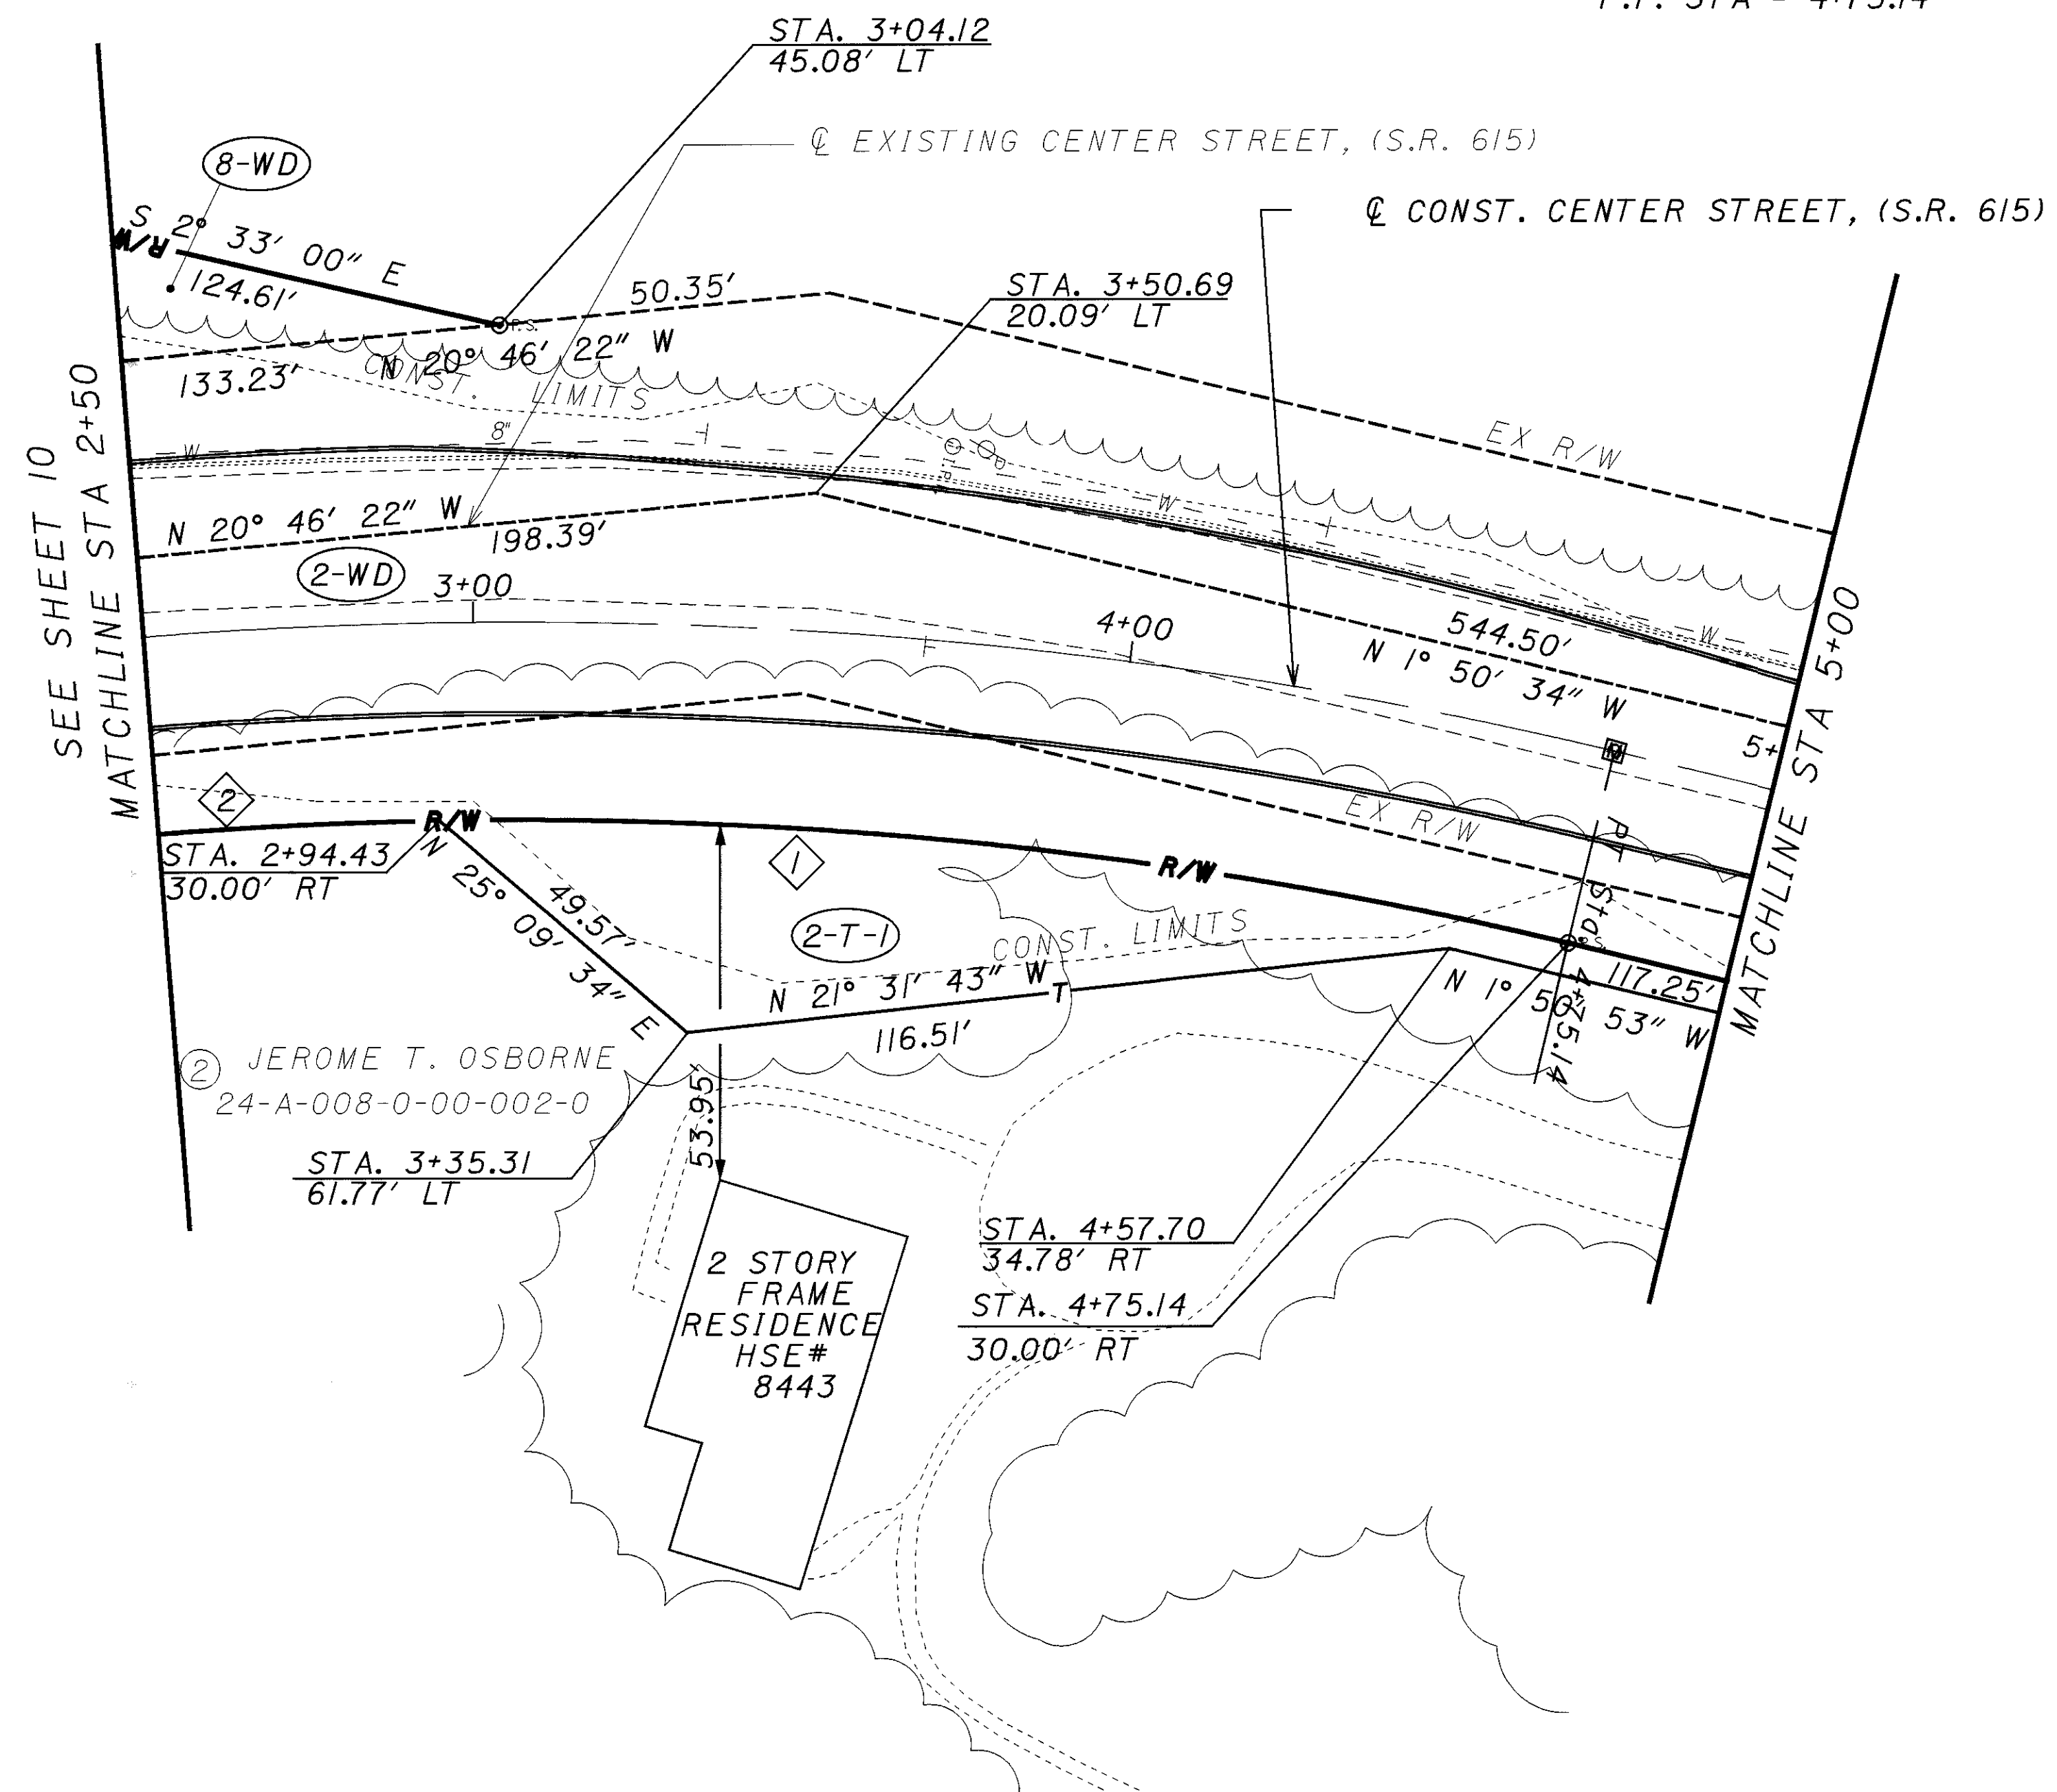 STA. 3+04.12
45.08' LT
℄ EXISTING CENTER STREET, (S.R. 615)
8-WD
℄ CONST. CENTER STREET, (S.R. 615)
S 2° 33' 00" E
R/W
124.61'
50.35'
STA. 3+50.69
20.09' LT
N 20° 46' 22" W
133.23'
CONST. LIMITS
EX R/W
8"
W
W
W
SEE SHEET 10
MATCHLINE STA 2+50
N 20° 46' 22" W
198.39'
2-WD
3+00
4+00
544.50'
N 1° 50' 34" W
5+
MATCHLINE STA 5+00
2
R/W
EX R/W
STA. 2+94.43
30.00' RT
1
R/W
N 25° 09' 34" E
49.57'
2-T-1
CONST. LIMITS
N 21° 31' 43" W
T
116.51'
PT Sta. 4+75.14
117.25'
2 JEROME T. OSBORNE
24-A-008-0-00-002-0
53.95'
STA. 3+35.31
61.77' LT
STA. 4+57.70
34.78' RT
STA. 4+75.14
30.00' RT
2 STORY
FRAME
RESIDENCE
HSE#
8443